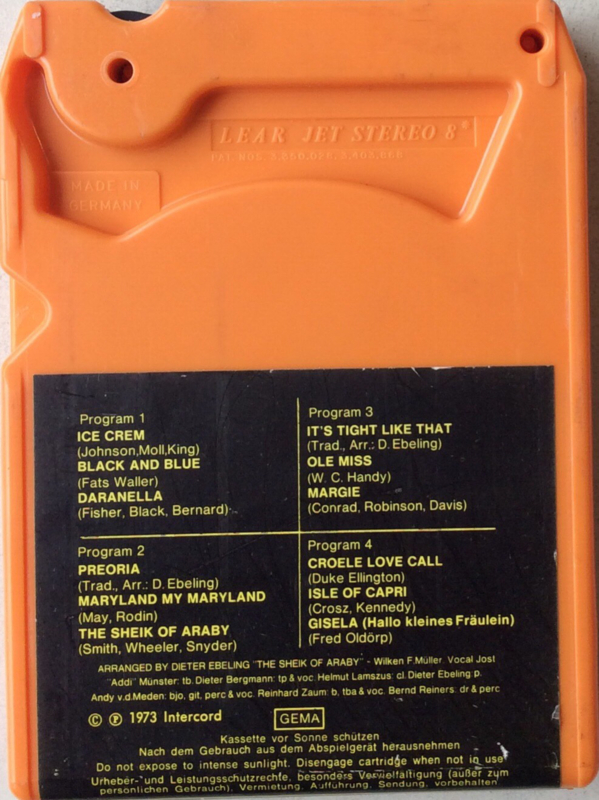 LEAR JET STEREO 8®
PAT. NOS.
MADE IN
GERMANY
Program 1
ICE CREM
(Johnson,Moll,King)
BLACK AND BLUE
(Fats Waller)
DARANELLA
(Fisher, Black, Bernard)
Program 3
IT'S TIGHT LIKE THAT
(Trad., Arr.: D. Ebeling)
OLE MISS
(W. C. Handy)
MARGIE
(Conrad, Robinson, Davis)
Program 2
PREORIA
(Trad., Arr.: D. Ebeling)
MARYLAND MY MARYLAND
(May, Rodin)
THE SHEIK OF ARABY
(Smith, Wheeler, Snyder)
Program 4
CROELE LOVE CALL
(Duke Ellington)
ISLE OF CAPRI
(Crosz, Kennedy)
GISELA (Hallo kleines Fräulein)
(Fred Oldörp)
ARRANGED BY DIETER EBELING "THE SHEIK OF ARABY" - Wilken F. Müller. Vocal Jost
"Addi" Münster: tb. Dieter Bergmann: tp & voc. Helmut Lamszus: cl. Dieter Ebeling: p.
Andy v.d. Meden: bjo, git, perc & voc. Reinhard Zaum: b, tba & voc. Bernd Reiners: dr & perc
© ℗ 1973 Intercord
GEMA
Kassette vor Sonne schützen
Nach dem Gebrauch aus dem Abspielgerät herausnehmen
Do not expose to intense sunlight. Disengage cartridge when not in use
Urheber- und Leistungsschutzrechte, besonders Vervielfältigung (außer zum
persönlichen Gebrauch), Vermietung, Aufführung, Sendung, vorbehalten